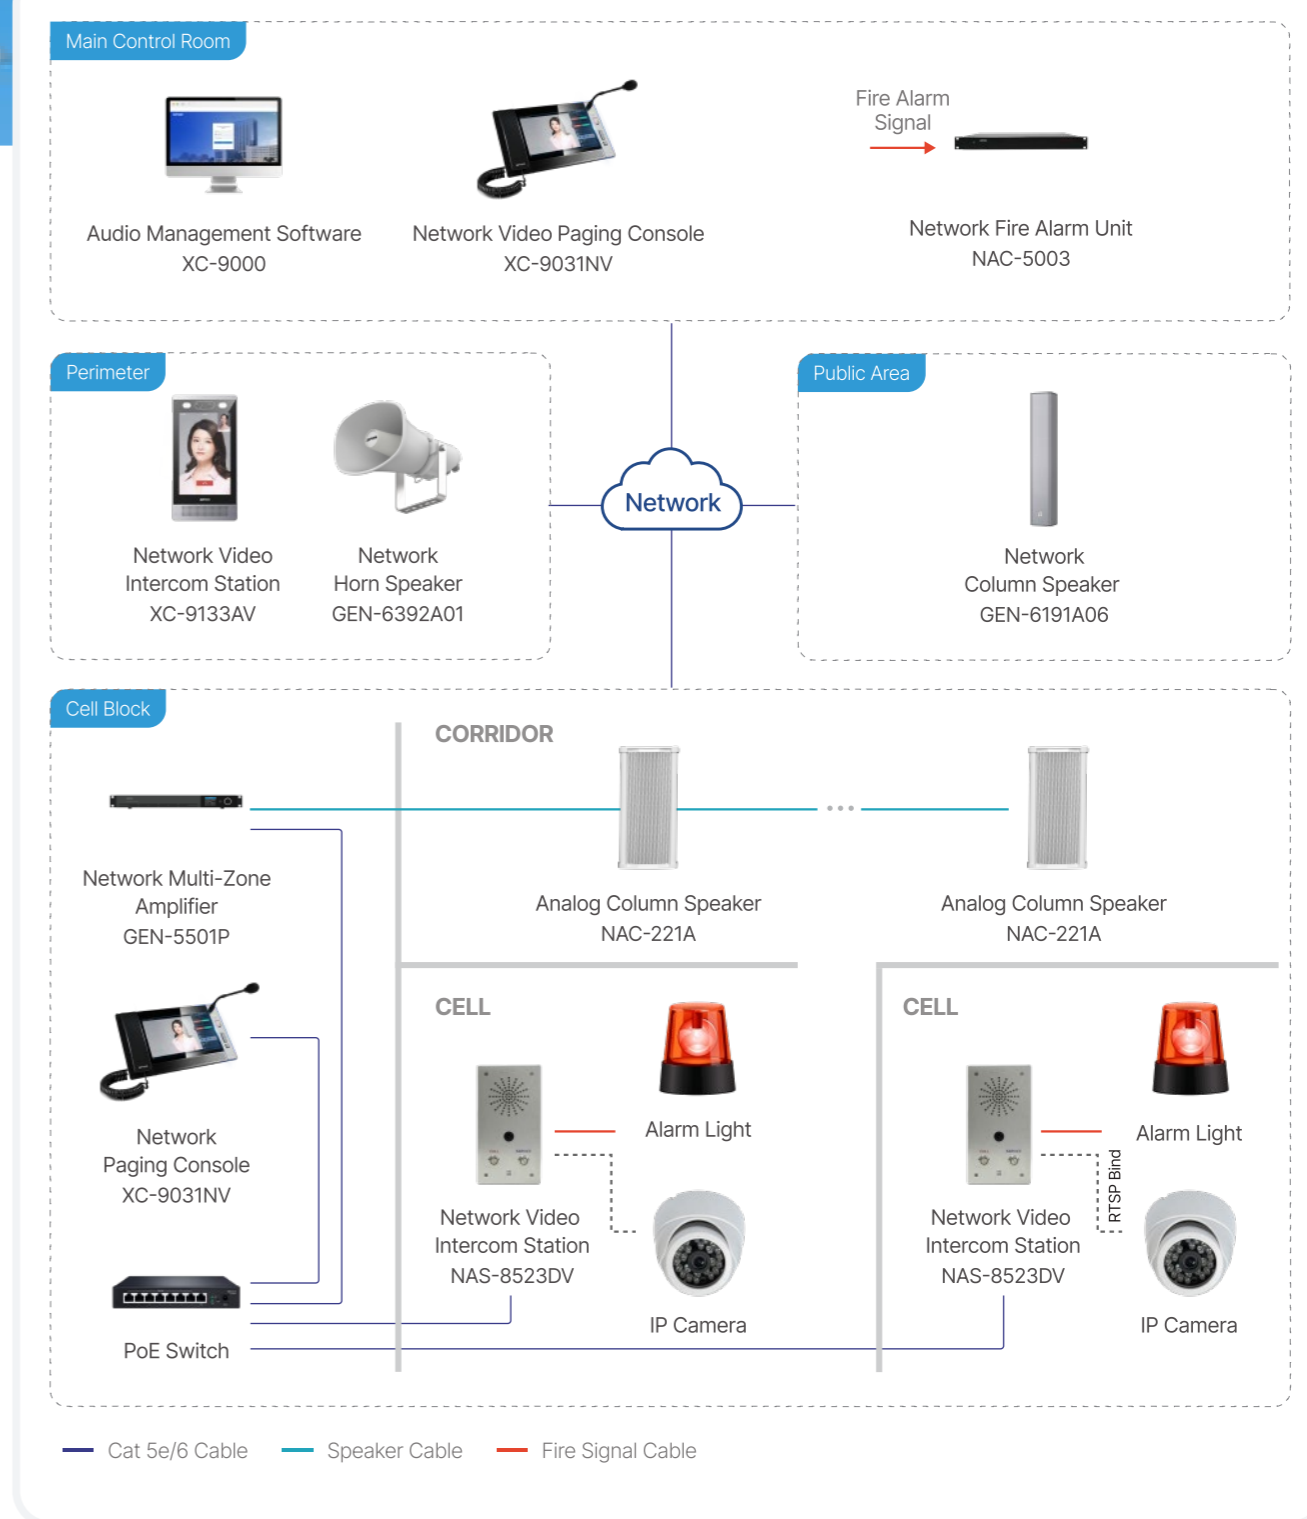 Main Control Room
Fire Alarm
Signal
Audio Management Software
XC-9000
Network Video Paging Console
XC-9031NV
Network Fire Alarm Unit
NAC-5003
Perimeter
Public Area
Network
Network Video
Intercom Station
XC-9133AV
Network
Horn Speaker
GEN-6392A01
Network
Column Speaker
GEN-6191A06
Cell Block
CORRIDOR
Network Multi-Zone
Amplifier
GEN-5501P
Analog Column Speaker
NAC-221A
Analog Column Speaker
NAC-221A
CELL
CELL
Network
Paging Console
XC-9031NV
Alarm Light
Alarm Light
RTSP Bind
Network Video
Intercom Station
NAS-8523DV
Network Video
Intercom Station
NAS-8523DV
IP Camera
IP Camera
PoE Switch
Cat 5e/6 Cable
Speaker Cable
Fire Signal Cable